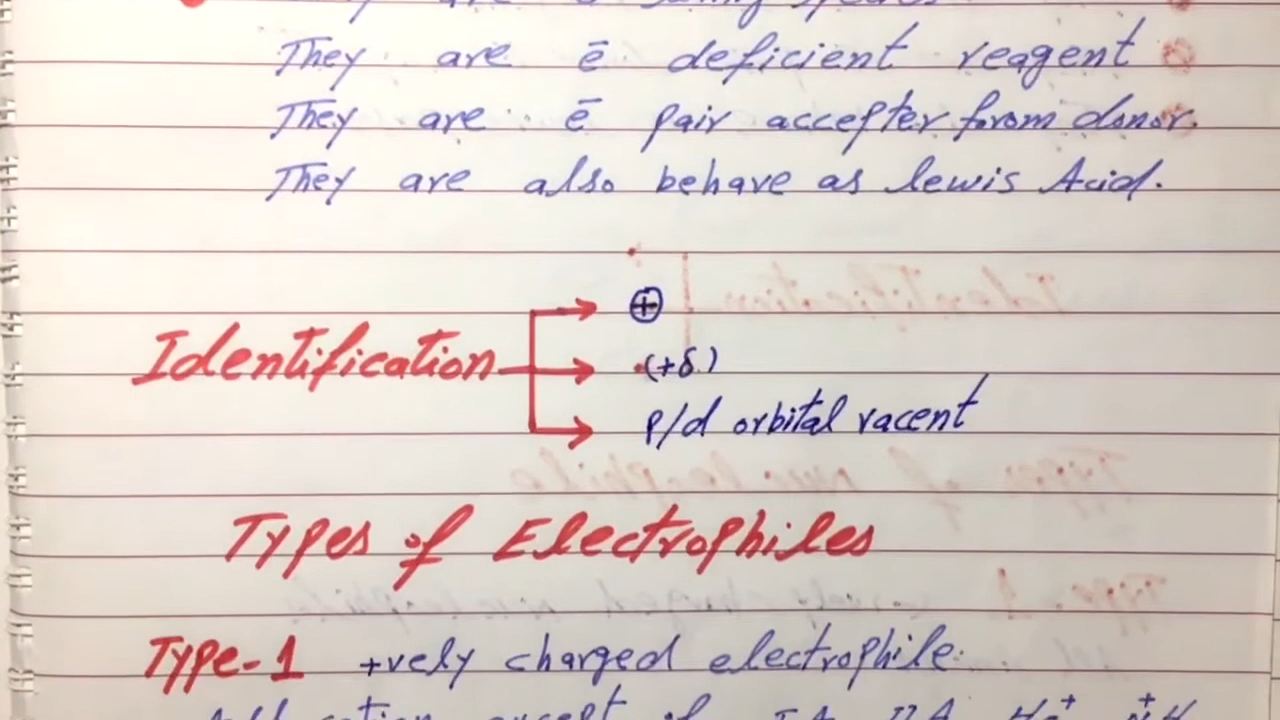 They are ē deficient reagent
They are ē pair accepter from donor.
They are also behave as lewis Acid.
Identification
⊕
(+δ)
p/d orbital vacent
Types of Electrophiles
Type-1 +vely charged electrophile.